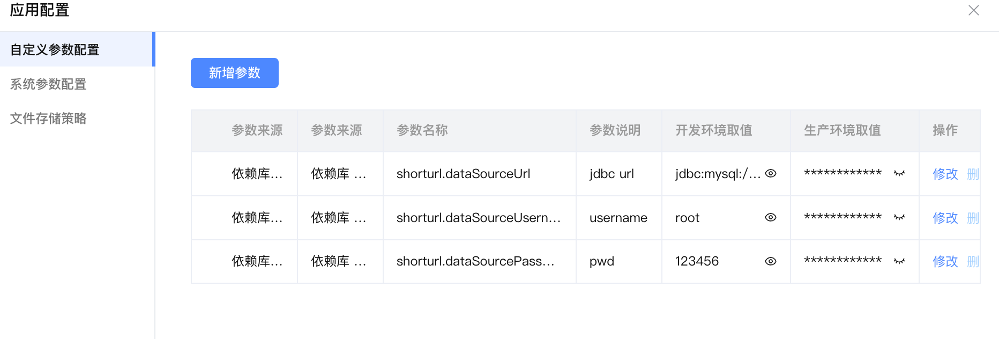 应用配置
自定义参数配置
系统参数配置
文件存储策略
新增参数
参数来源 参数来源 参数名称 参数说明 开发环境取值 生产环境取值 操作
依赖库... 依赖库 ... shorturl.dataSourceUrl jdbc url jdbc:mysql:/... ************ 修改 删
依赖库... 依赖库 ... shorturl.dataSourceUsern... username root ************ 修改 删
依赖库... 依赖库 ... shorturl.dataSourcePass... pwd 123456 ************ 修改 删